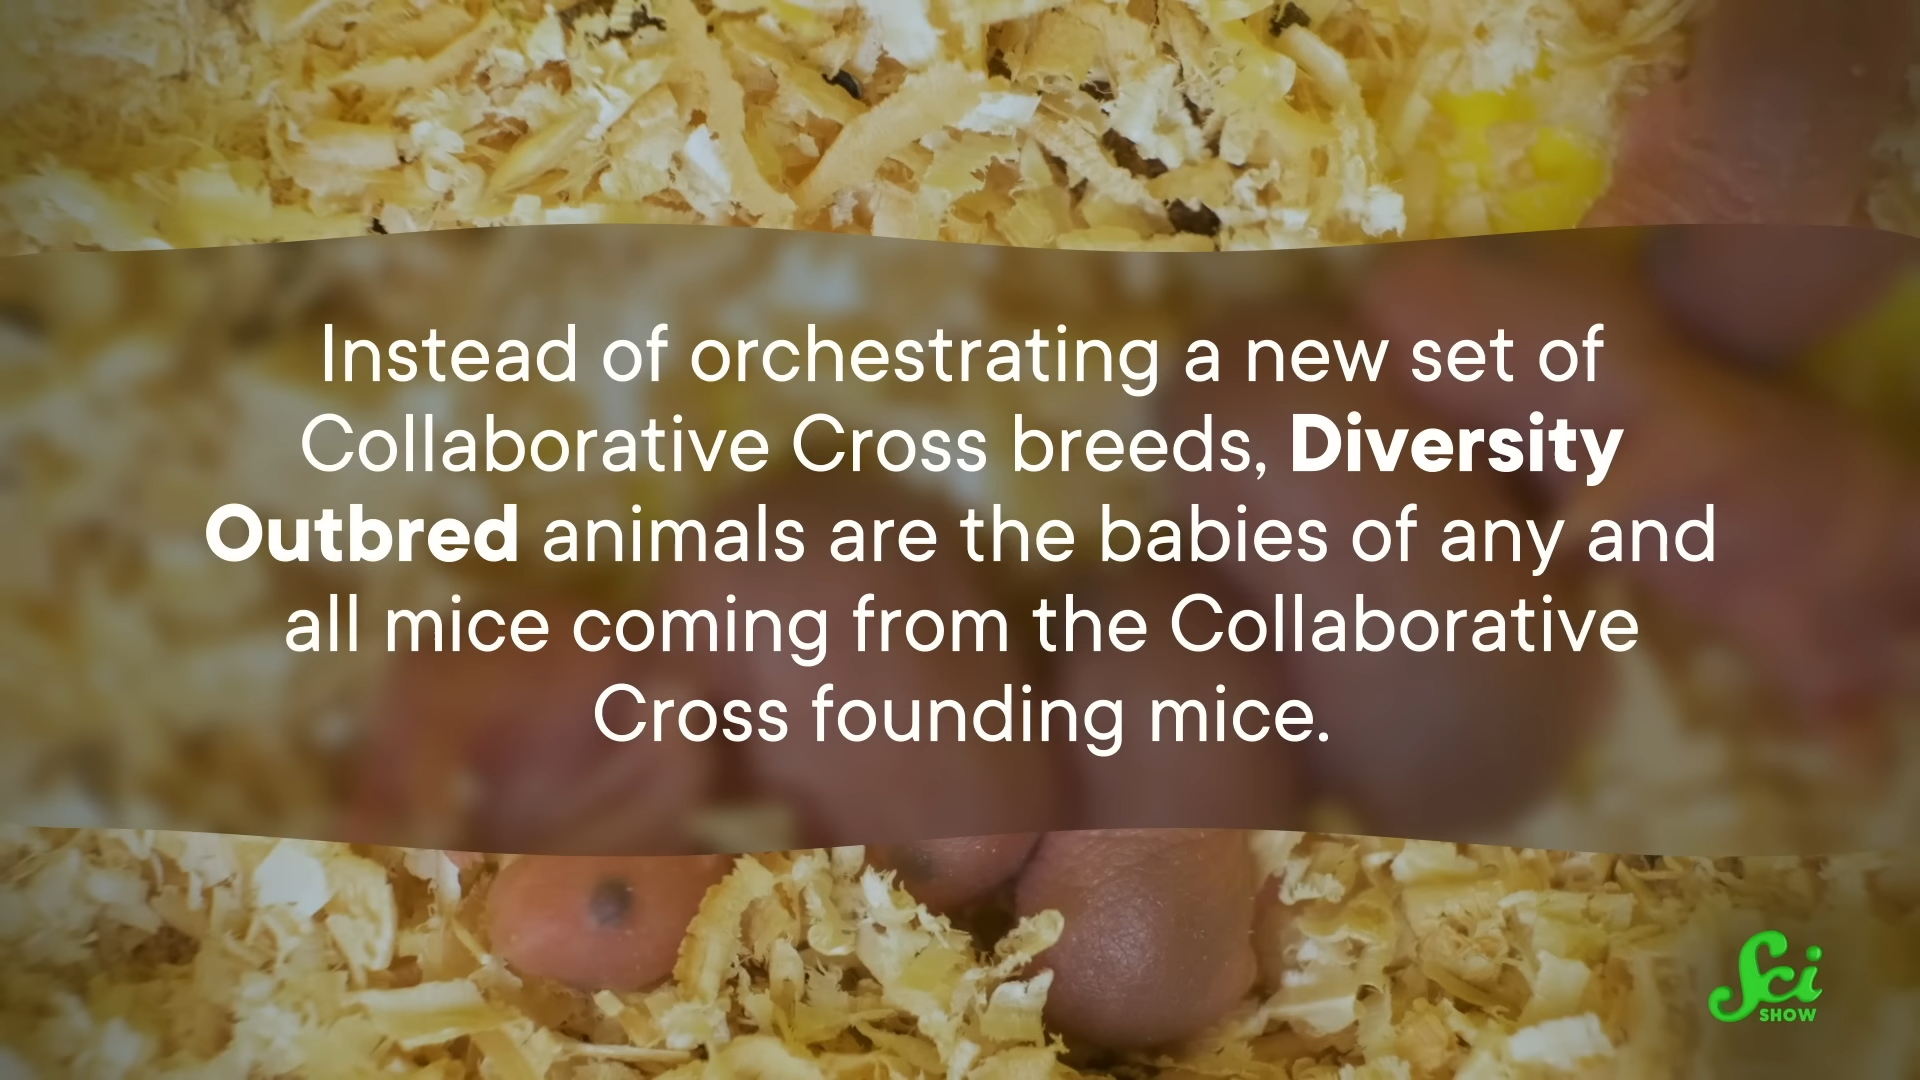 Instead of orchestrating a new set of
Collaborative Cross breeds, Diversity
Outbred animals are the babies of any and
all mice coming from the Collaborative
Cross founding mice.
Sci
SHOW